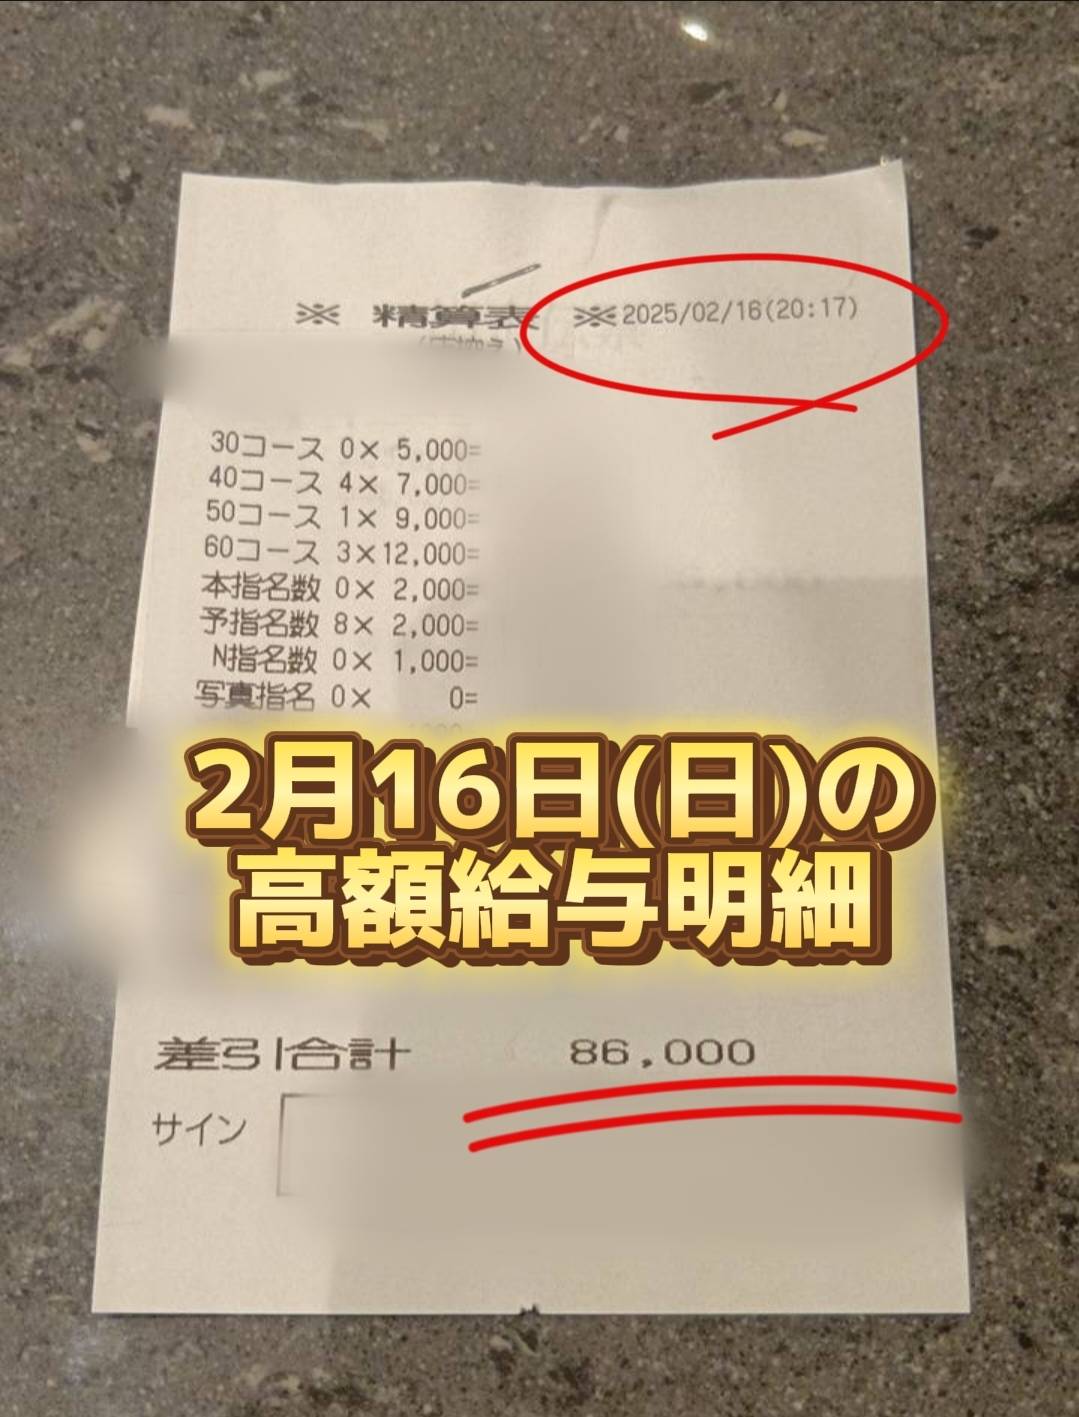 ※ 精算表 ※2025/02/16(20:17)
30コース 0× 5,000=
40コース 4× 7,000=
50コース 1× 9,000=
60コース 3×12,000=
本指名数 0× 2,000=
予指名数 8× 2,000=
N指名数 0× 1,000=
写真指名 0× 0=
2月16日(日)の
高額給与明細
差引合計 86,000
サイン